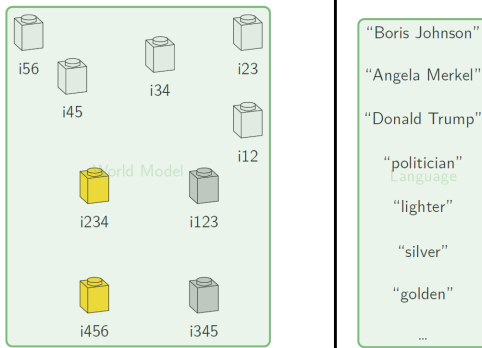 i56
i45
i34
i23
i12
World Model
i234
i123
i456
i345
“Boris Johnson”
“Angela Merkel”
“Donald Trump”
“politician”
Language
“lighter”
“silver”
“golden”
...